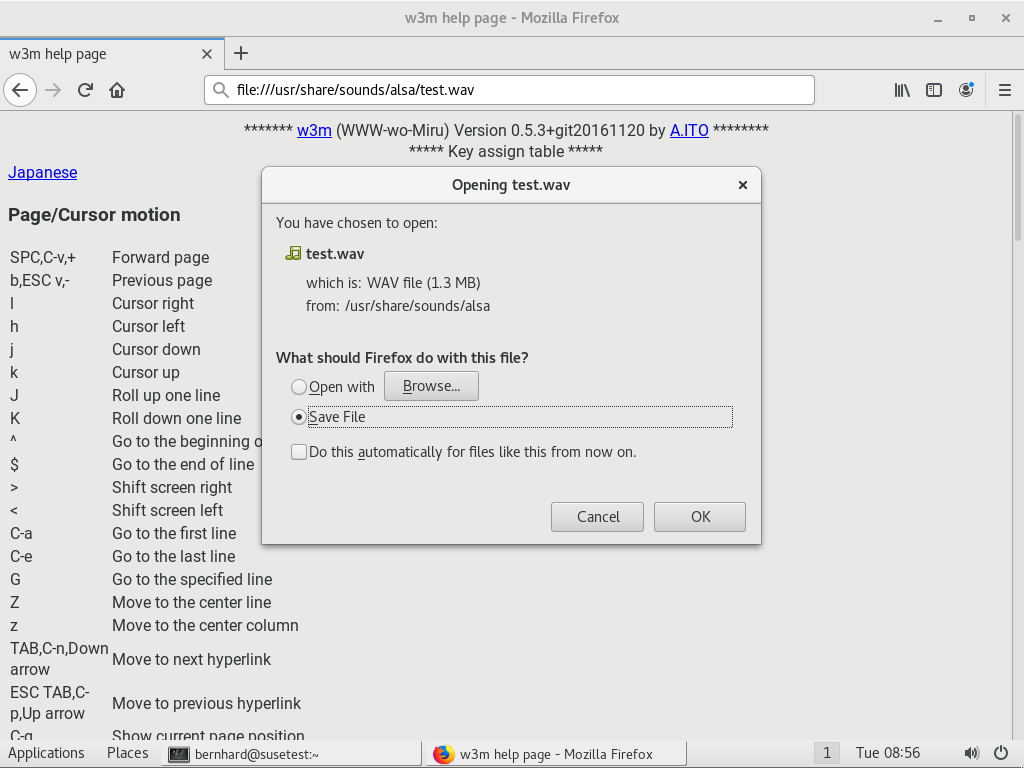 w3m help page - Mozilla Firefox
w3m help page
file:///usr/share/sounds/alsa/test.wav
******* w3m (WWW-wo-Miru) Version 0.5.3+git20161120 by A.ITO ********
***** Key assign table *****
Japanese
Page/Cursor motion
SPC,C-v,+ Forward page
b,ESC v,- Previous page
l Cursor right
h Cursor left
j Cursor down
k Cursor up
J Roll up one line
K Roll down one line
^ Go to the beginning o
$ Go to the end of line
> Shift screen right
< Shift screen left
C-a Go to the first line
C-e Go to the last line
G Go to the specified line
Z Move to the center line
z Move to the center column
TAB,C-n,Down
arrow Move to next hyperlink
ESC TAB,C-
p,Up arrow Move to previous hyperlink
C-g Show current page position
Opening test.wav
You have chosen to open:
test.wav
which is: WAV file (1.3 MB)
from: /usr/share/sounds/alsa
What should Firefox do with this file?
Open with Browse...
Save File
Do this automatically for files like this from now on.
Cancel OK
Applications Places bernhard@susetest:~ w3m help page - Mozilla Firefox 1 Tue 08:56